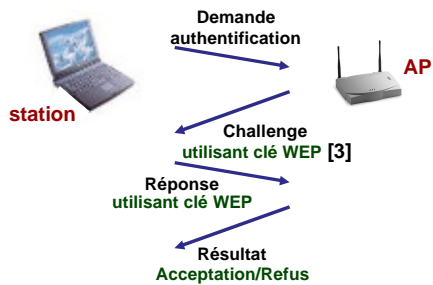 Demande
authentification
AP
station
Challenge
utilisant clé WEP [3]
Réponse
utilisant clé WEP
Résultat
Acceptation/Refus